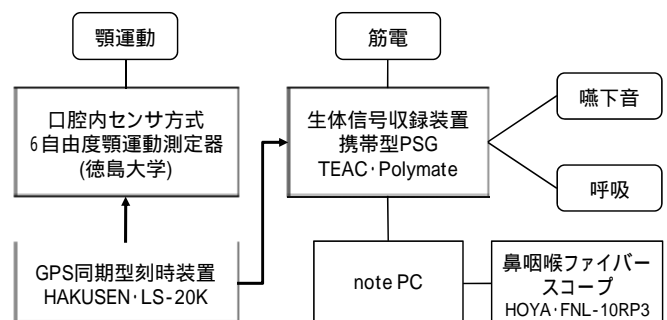 顎運動
筋電
口腔内センサ方式
6自由度顎運動測定器
(徳島大学)
生体信号収録装置
携帯型PSG
TEAC･Polymate
嚥下音
呼吸
GPS同期型刻時装置
HAKUSEN･LS-20K
note PC
鼻咽喉ファイバー
スコープ
HOYA･FNL-10RP3